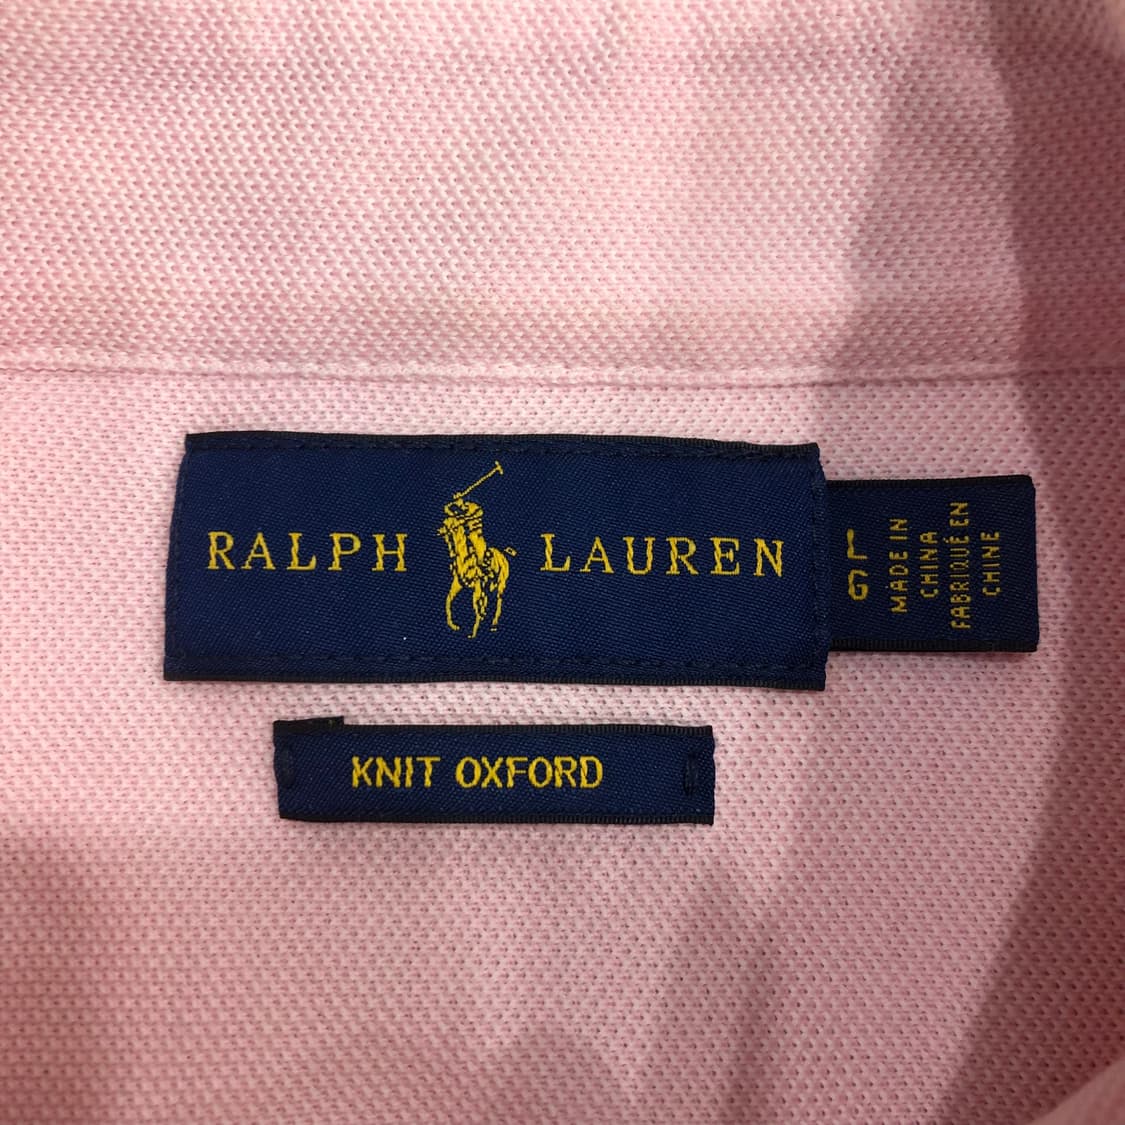 RALPH LAUREN
L
G
MADE IN
CHINA
FABRIQUÉ EN
CHINE
KNIT OXFORD